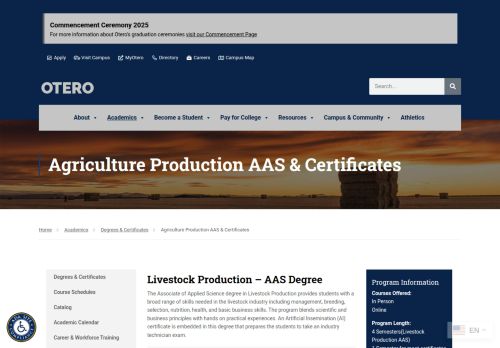 Commencement Ceremony 2025
For more information about Otero's graduation ceremonies visit our Commencement Page
Apply Visit Campus MyOtero Directory Careers Campus Map
OTERO
Search...
About Academics Become a Student Pay for College Resources Campus & Community Athletics
Agriculture Production AAS & Certificates
Home Academics Degrees & Certificates Agriculture Production AAS & Certificates
Degrees & Certificates
Course Schedules
Catalog
Academic Calendar
Career & Workforce Training
Livestock Production – AAS Degree
The Associate of Applied Science degree in Livestock Production provides students with a
broad range of skills needed in the livestock industry including management, breeding,
selection, nutrition, health, and basic business skills. The program blends scientific and
business principles with hands on practical experiences. An Artificial Insemination (AI)
certificate is embedded in this degree that prepares the students to take an industry
technician exam.
Program Information
Courses Offered:
In Person
Online
Program Length:
4 Semesters(Livestock
Production AAS)
EN